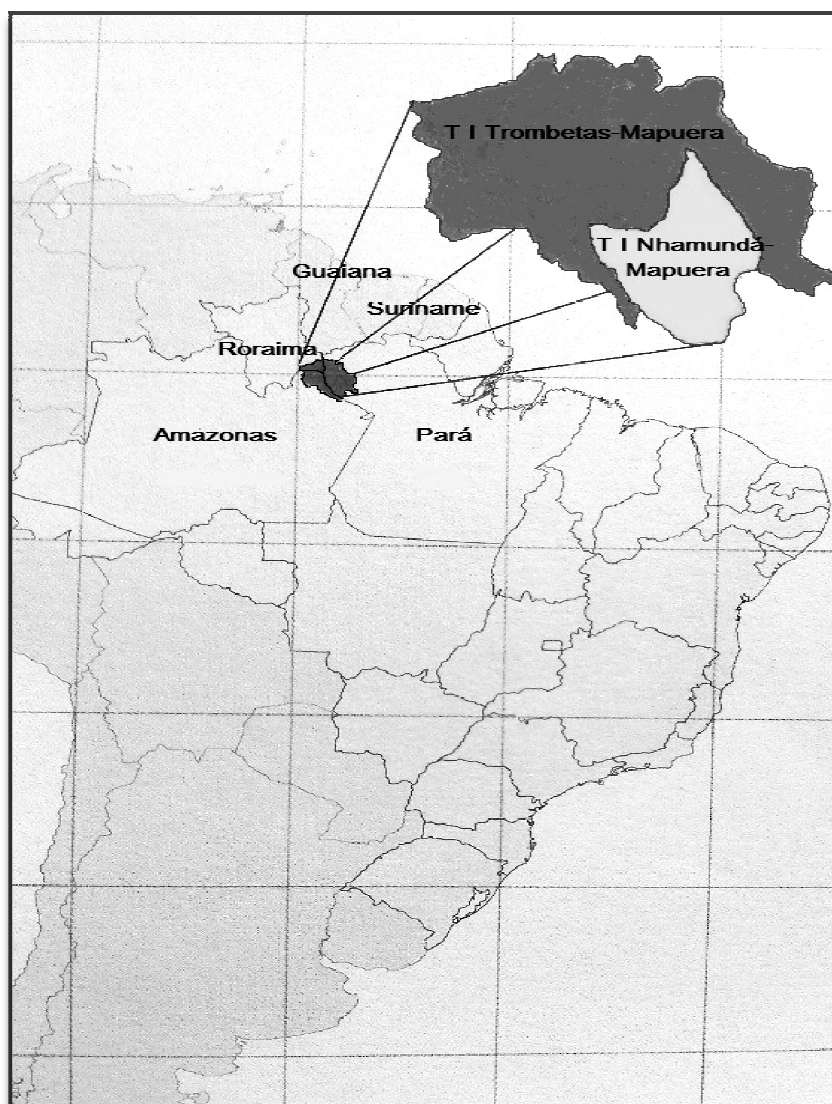 T I Trombetas-Mapuera
T I Nhamundá-
Mapuera
Guaiana
Suriname
Roraima
Amazonas
Pará